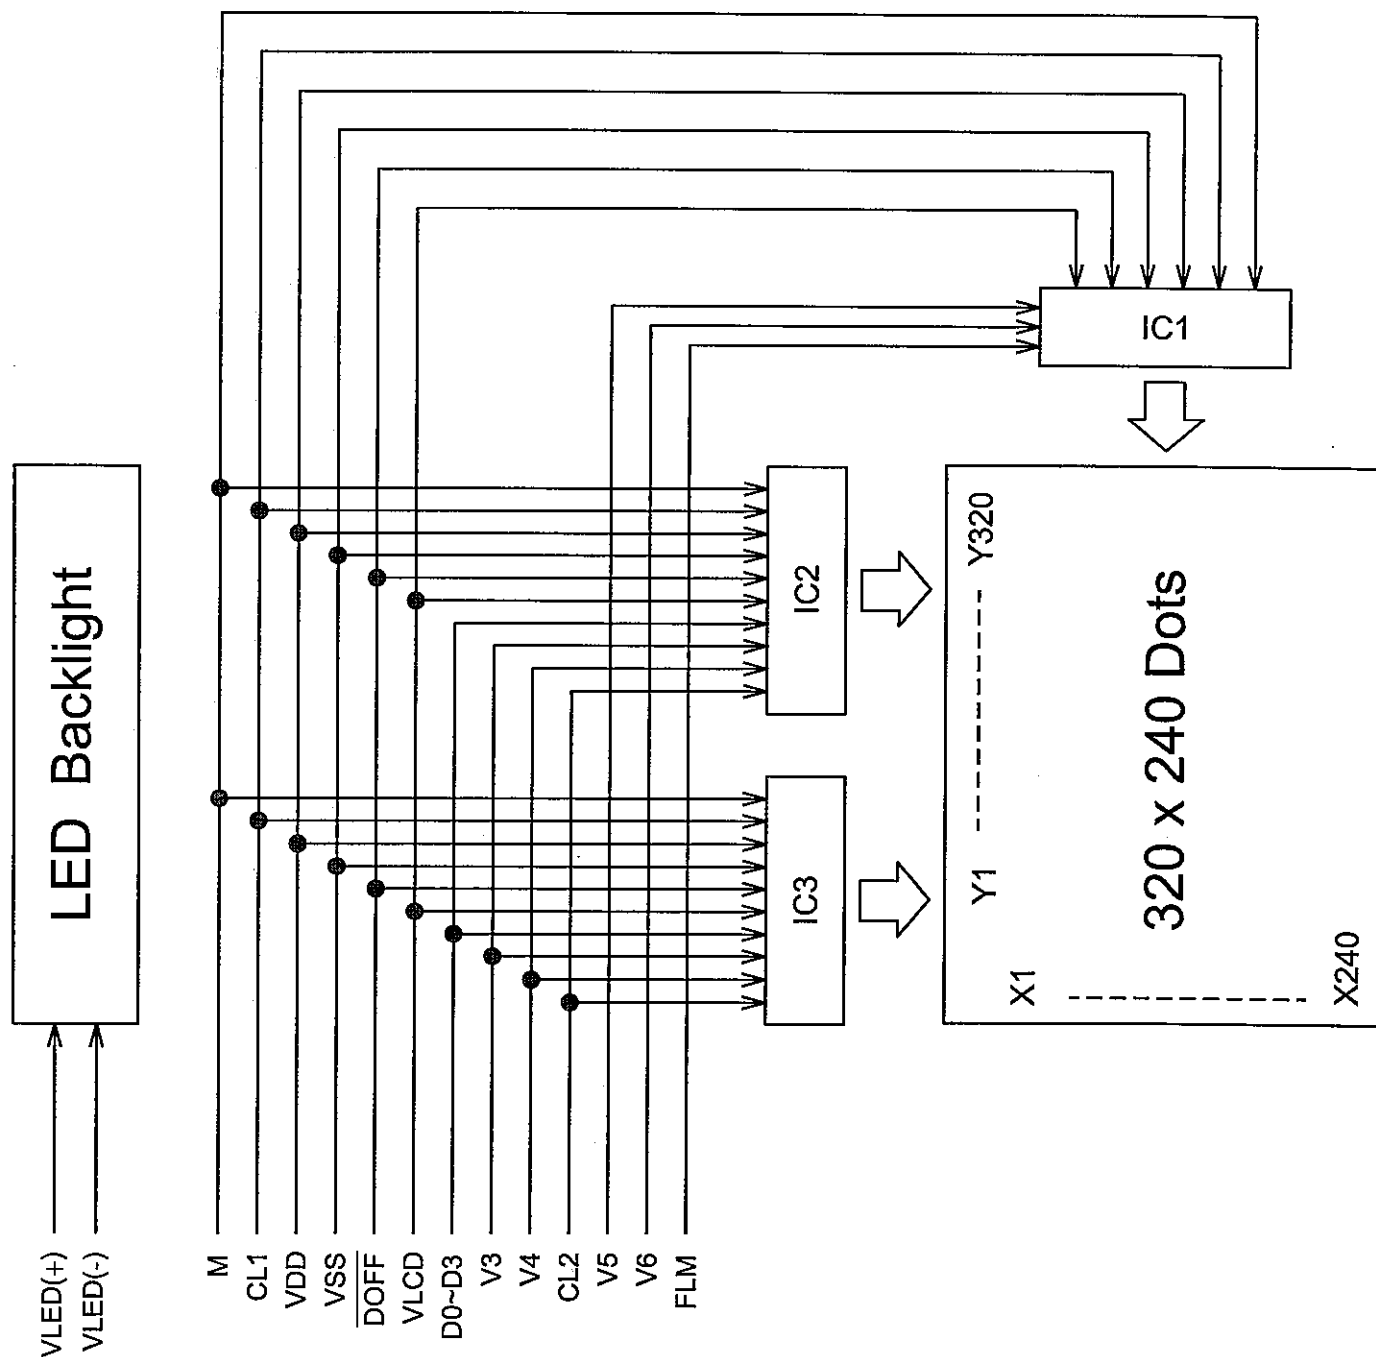 VLED(+)
VLED(-)
LED Backlight
M
CL1
VDD
VSS
DOFF
VLCD
D0~D3
V3
V4
CL2
V5
V6
FLM
IC3
IC2
IC1
Y1 Y320
X1
X240
320 x 240 Dots